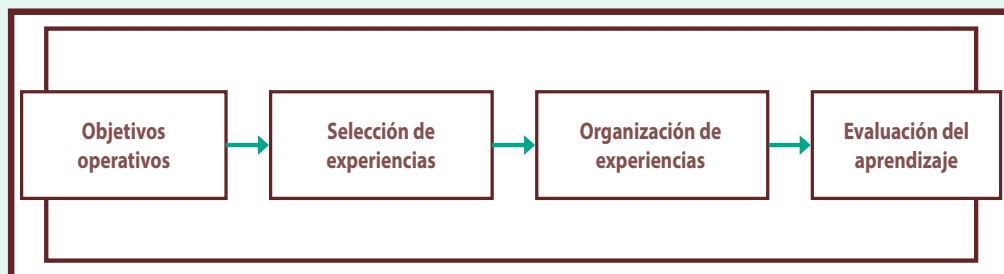 Objetivos
operativos
Selección de
experiencias
Organización de
experiencias
Evaluación del
aprendizaje